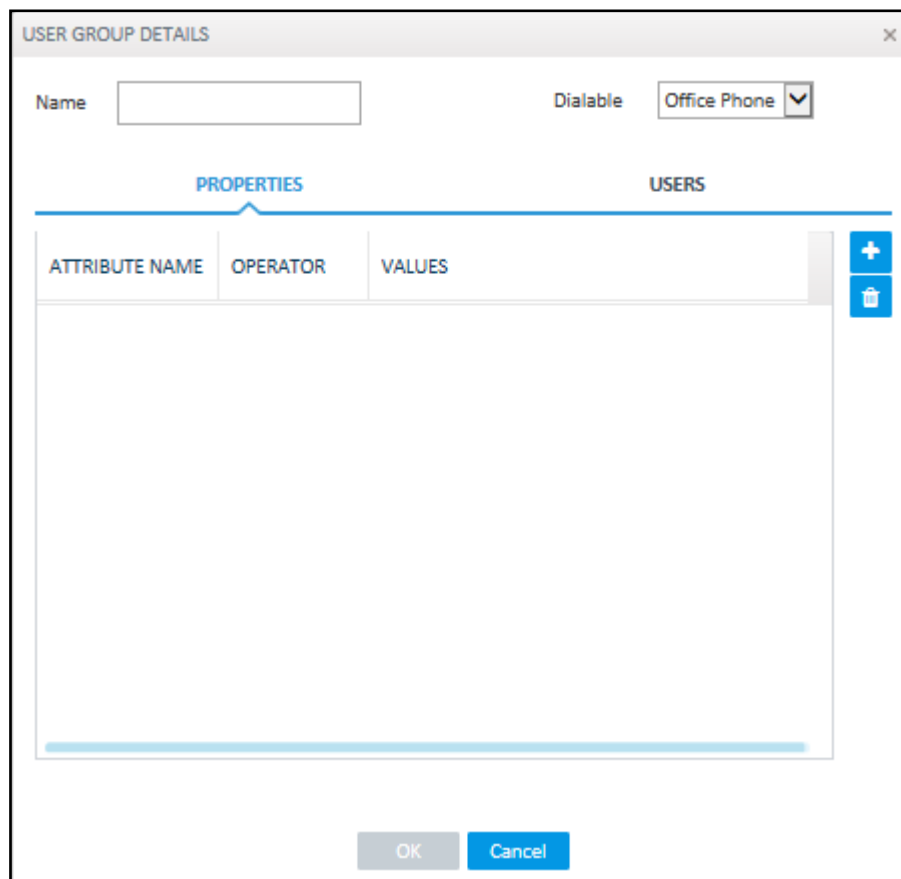 USER GROUP DETAILS
Name
Dialable
Office Phone
PROPERTIES
USERS
ATTRIBUTE NAME
OPERATOR
VALUES
OK
Cancel